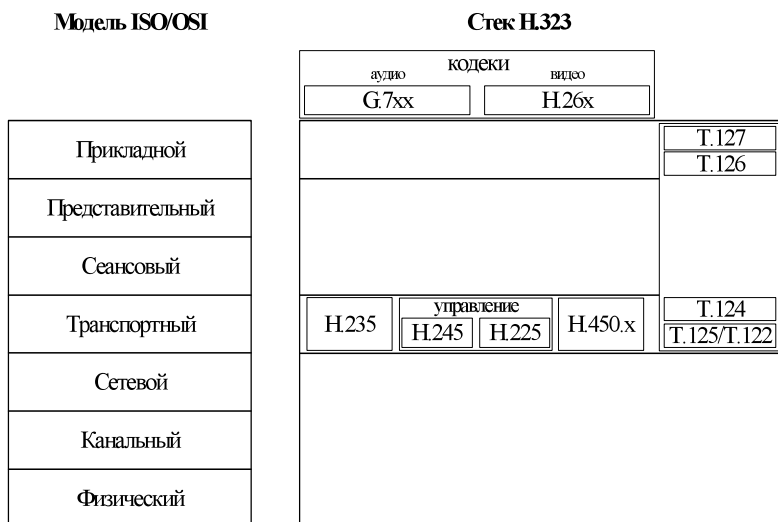 Модель ISO/OSI
Стек H.323
кодеки
аудио
видео
G.7xx
H.26x
Прикладной
T.127
T.126
Представительный
Сеансовый
Транспортный
H.235
управление
H.245
H.225
H.450.x
T.124
T.125/T.122
Сетевой
Канальный
Физический